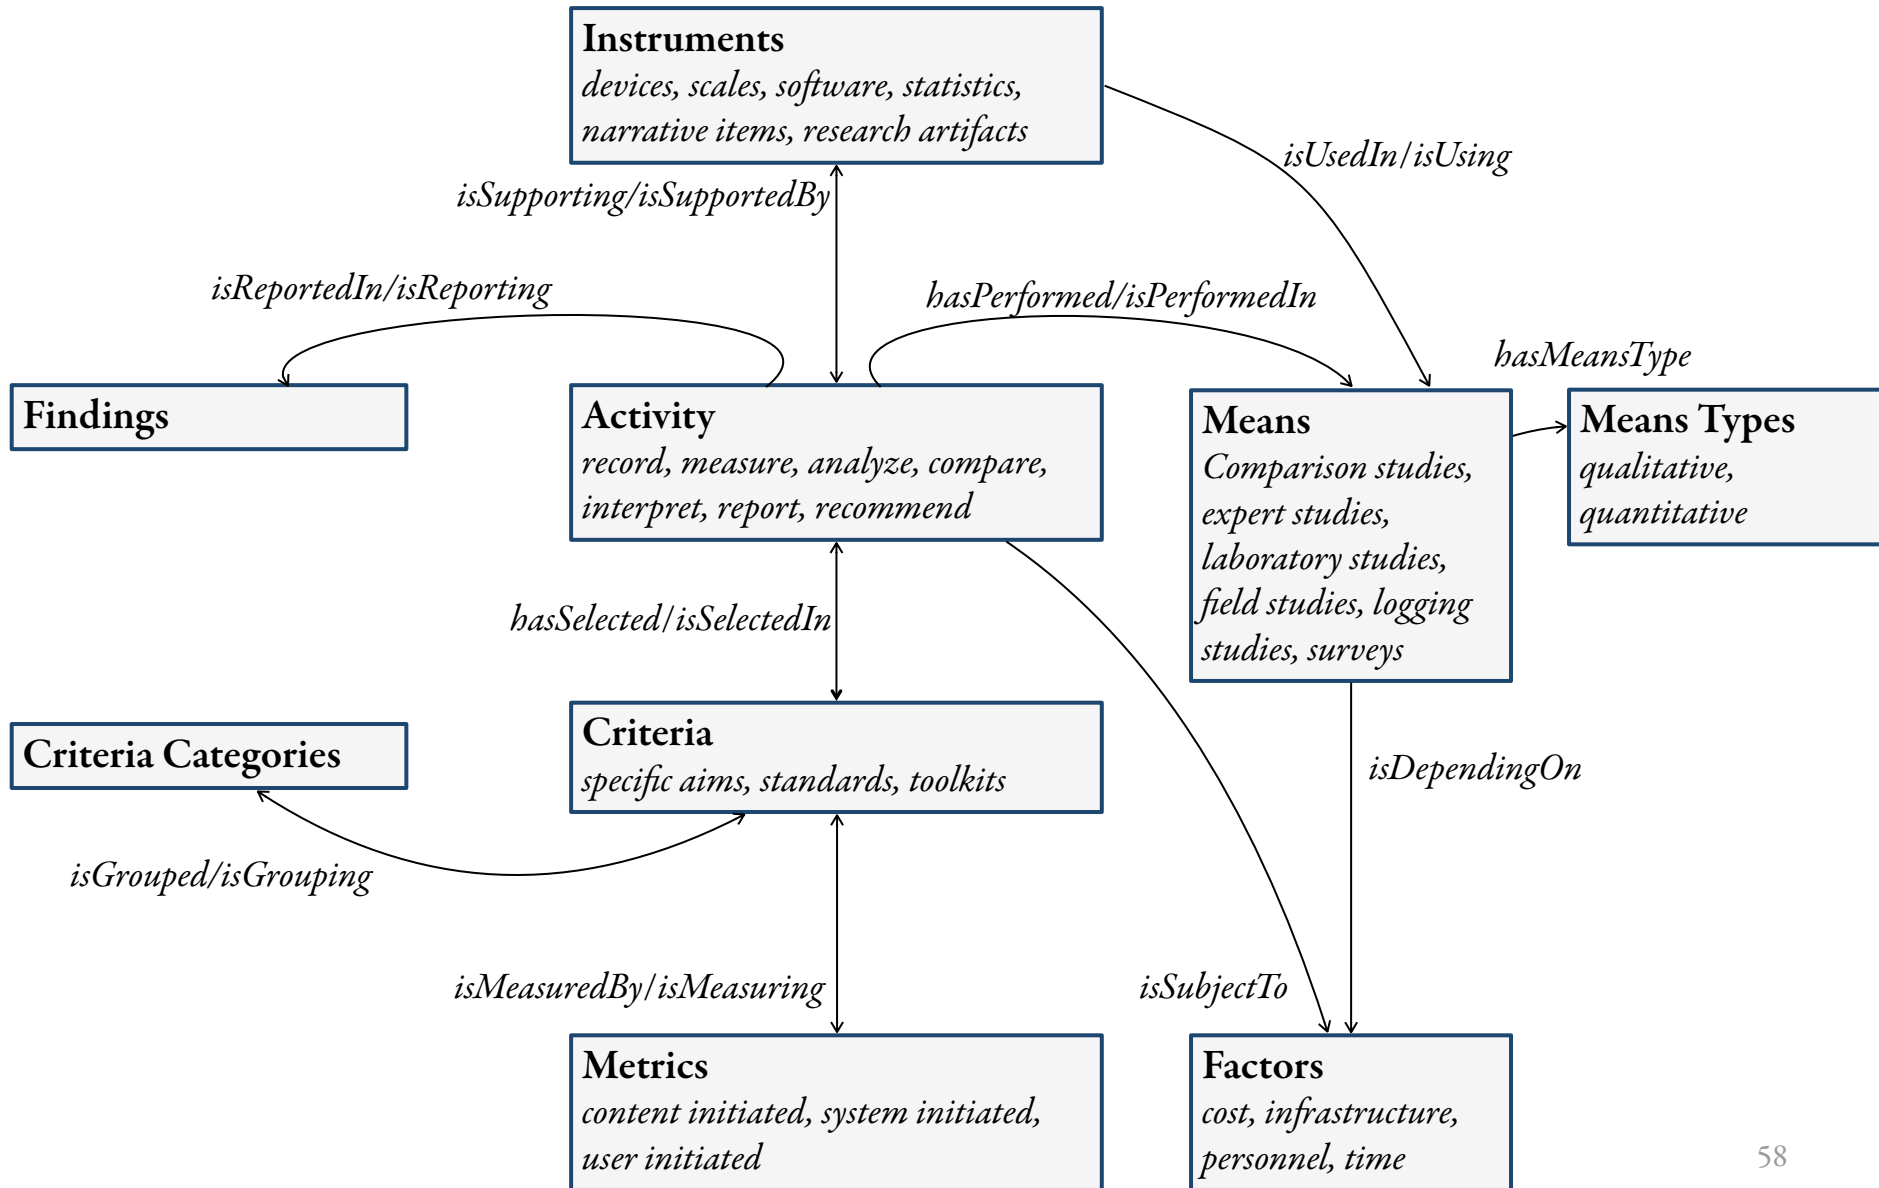 Instruments
devices, scales, software, statistics,
narrative items, research artifacts
isUsedIn/isUsing
isSupporting/isSupportedBy
isReportedIn/isReporting
hasPerformed/isPerformedIn
hasMeansType
Findings
Activity
record, measure, analyze, compare,
interpret, report, recommend
Means
Comparison studies,
expert studies,
laboratory studies,
field studies, logging
studies, surveys
Means Types
qualitative,
quantitative
hasSelected/isSelectedIn
Criteria Categories
Criteria
specific aims, standards, toolkits
isDependingOn
isGrouped/isGrouping
isMeasuredBy/isMeasuring
isSubjectTo
Metrics
content initiated, system initiated,
user initiated
Factors
cost, infrastructure,
personnel, time
58